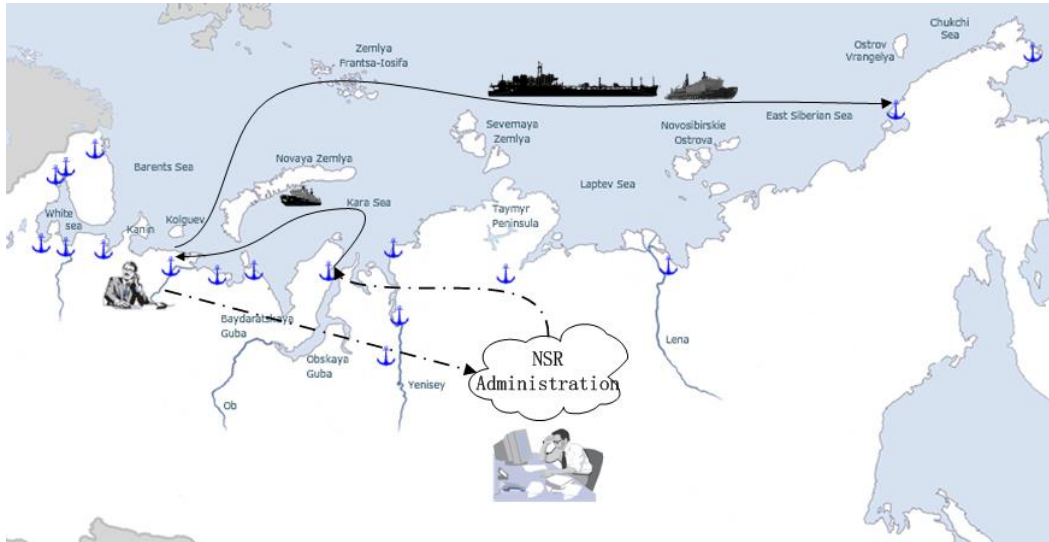 Chukchi
Sea
Zemlya
Frantsa-Iosifa
Ostrov
Vrangelya
East Siberian Sea
Severnaya
Zemlya
Novosibirskie
Ostrova
Barents Sea
Novaya Zemlya
Laptev Sea
Kara Sea
Taymyr
Peninsula
White
sea
Kanin
Kolguev
Baydaratskaya
Guba
Obskaya
Guba
Yenisey
Lena
Ob
NSR
Administration